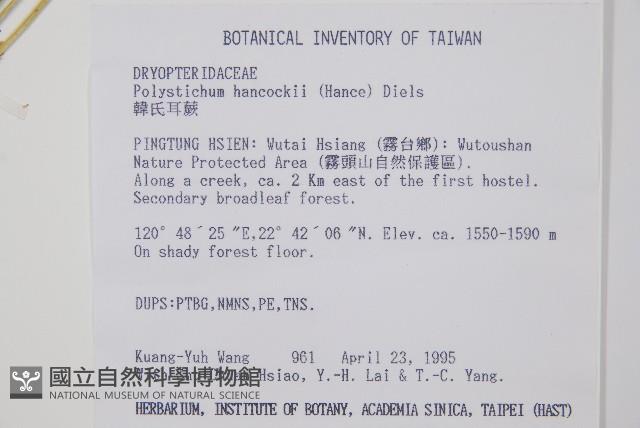 BOTANICAL INVENTORY OF TAIWAN
DRYOPTERIDACEAE
Polystichum hancockii (Hance) Diels
韓氏耳蕨
PINGTUNG HSIEN: Wutai Hsiang (霧台鄉): Wutoushan
Nature Protected Area (霧頭山自然保護區).
Along a creek, ca. 2 Km east of the first hostel.
Secondary broadleaf forest.
120° 48´25 ″E,22° 42´06 ″N. Elev. ca. 1550-1590 m
On shady forest floor.
DUPS:PTBG,NMNS,PE,TNS.
Kuang-Yuh Wang 961 April 23, 1995
Hsiao, Y.-H. Lai & T.-C. Yang.
國立自然科學博物館
NATIONAL MUSEUM OF NATURAL SCIENCE
HERBARIUM, INSTITUTE OF BOTANY, ACADEMIA SINICA, TAIPEI (HAST)